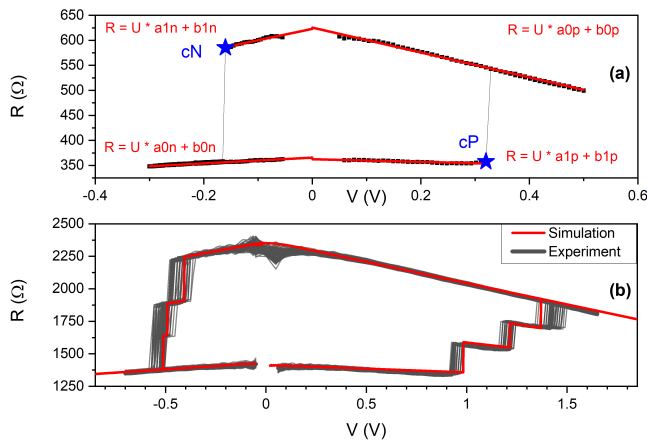 R = U * a1n + b1n
R = U * a0p + b0p
cN
(a)
cP
R = U * a0n + b0n
R = U * a1p + b1p
650
600
550
500
450
400
350
R (Ω)
-0.4 -0.2 0.0 0.2 0.4 0.6
V (V)
Simulation
Experiment
(b)
2500
2250
2000
1750
1500
1250
R (Ω)
-0.5 0 0.5 1 1.5
V (V)